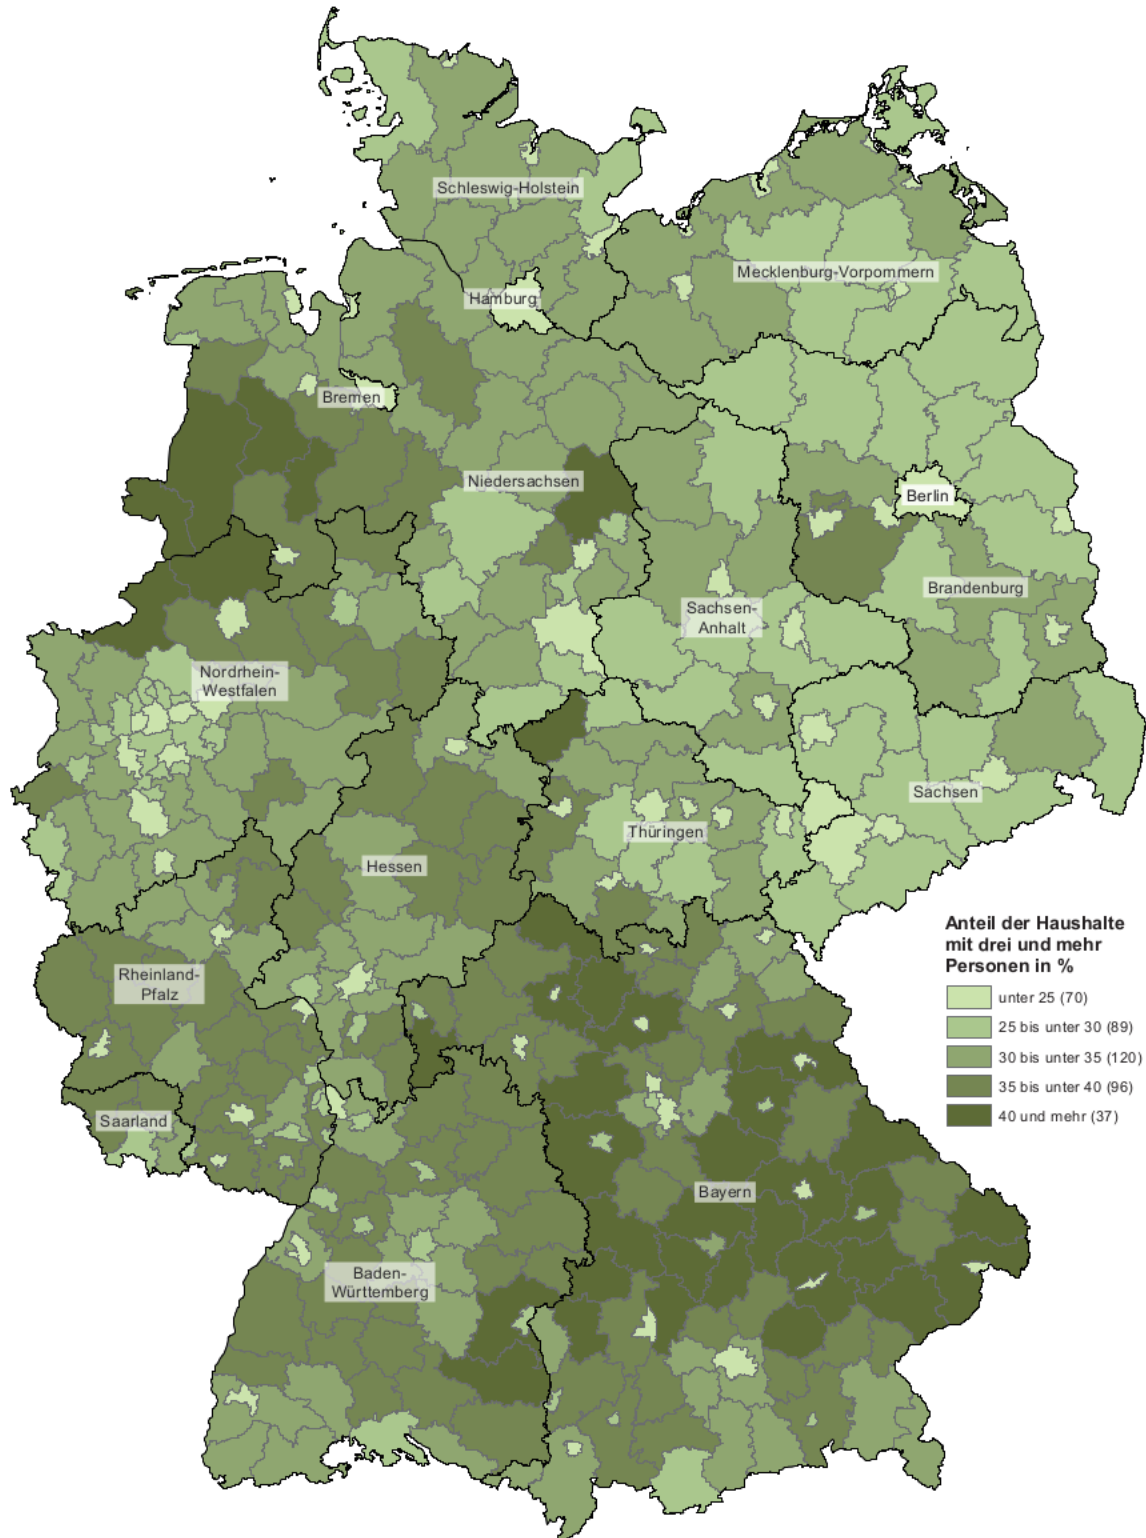 Schleswig-Holstein
Mecklenburg-Vorpommern
Hamburg
Bremen
Niedersachsen
Berlin
Brandenburg
Sachsen-
Anhalt
Nordrhein-
Westfalen
Sachsen
Thüringen
Hessen
Rheinland-
Pfalz
Saarland
Bayern
Baden-
Württemberg
Anteil der Haushalte
mit drei und mehr
Personen in %
unter 25 (70)
25 bis unter 30 (89)
30 bis unter 35 (120)
35 bis unter 40 (96)
40 und mehr (37)